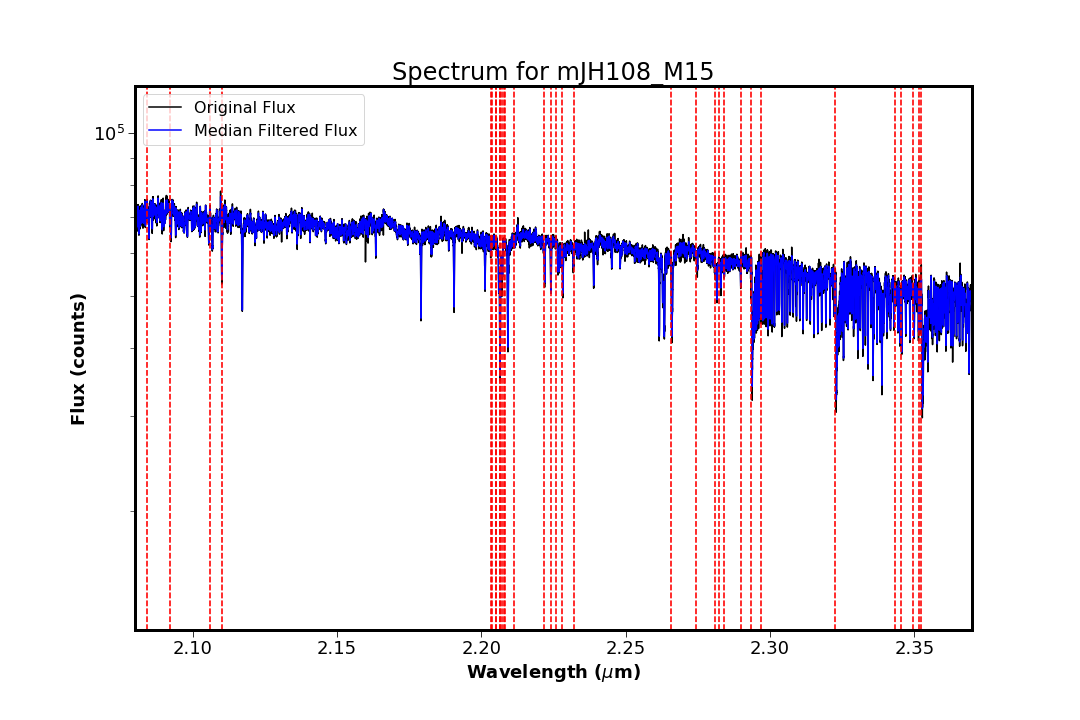 Spectrum for mJH108_M15
Original Flux
Median Filtered Flux
10^5
Flux (counts)
2.10 2.15 2.20 2.25 2.30 2.35
Wavelength (μm)